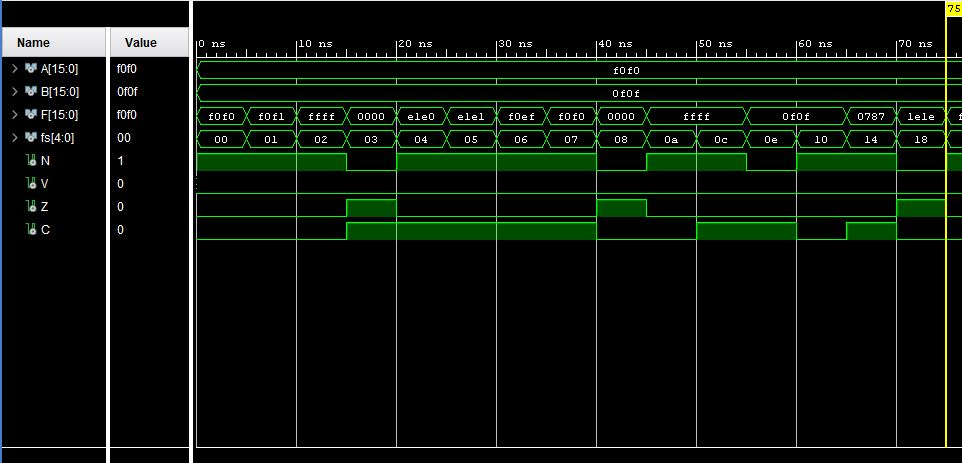 75
Name Value 0 ns 10 ns 20 ns 30 ns 40 ns 50 ns 60 ns 70 ns
A[15:0] f0f0 f0f0
B[15:0] 0f0f 0f0f
F[15:0] f0f0 f0f0 f0f1 ffff 0000 e1e0 e1e1 f0ef f0f0 0000 ffff 0f0f 0787 1e1e f
fs[4:0] 00 00 01 02 03 04 05 06 07 08 0a 0c 0e 10 14 18
N 1
V 0
Z 0
C 0